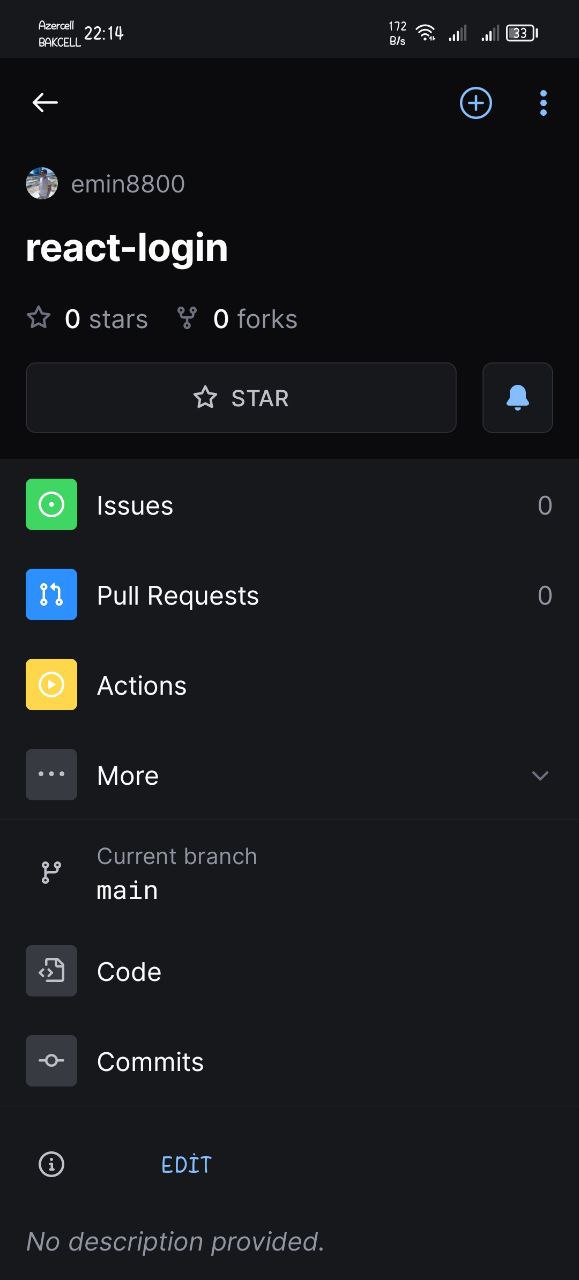 Azercell
BAKCELL 22:14 172 B/s 33
emin8800
react-login
0 stars 0 forks
STAR
Issues 0
Pull Requests 0
Actions
More
Current branch
main
Code
Commits
EDİT
No description provided.